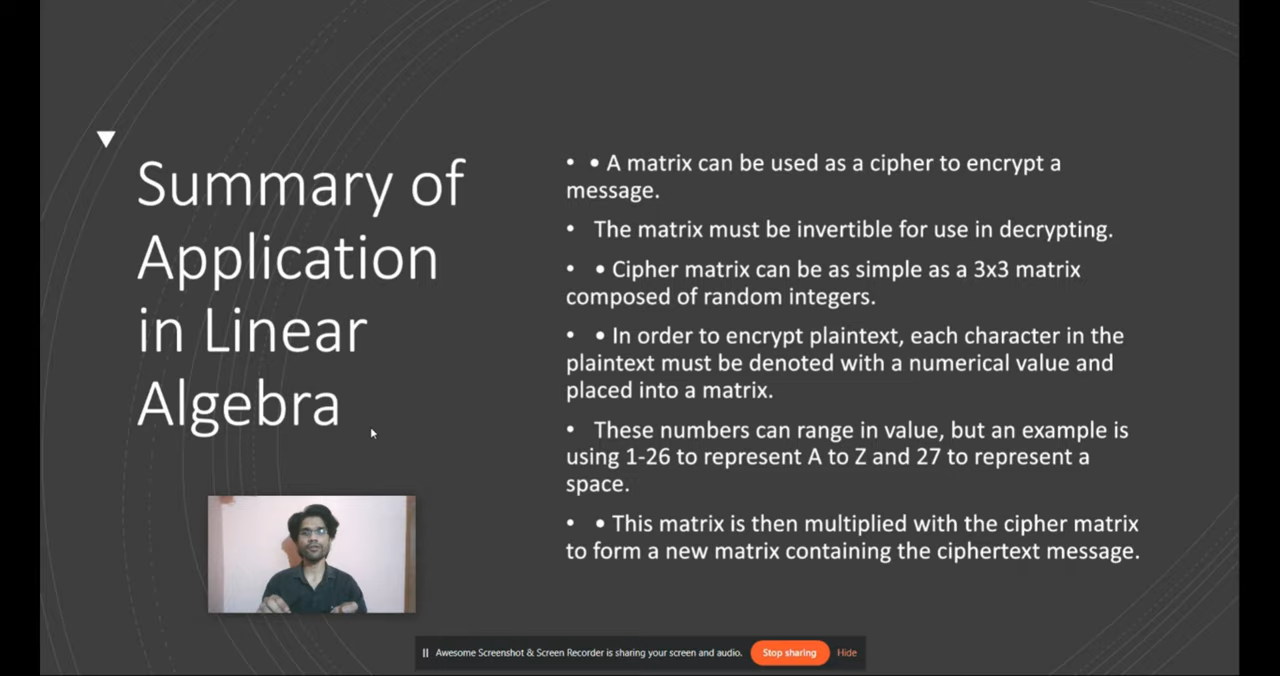 Summary of
Application
in Linear
Algebra
• • A matrix can be used as a cipher to encrypt a
message.
• The matrix must be invertible for use in decrypting.
• • Cipher matrix can be as simple as a 3x3 matrix
composed of random integers.
• • In order to encrypt plaintext, each character in the
plaintext must be denoted with a numerical value and
placed into a matrix.
• These numbers can range in value, but an example is
using 1-26 to represent A to Z and 27 to represent a
space.
• • This matrix is then multiplied with the cipher matrix
to form a new matrix containing the ciphertext message.
Awesome Screenshot & Screen Recorder is sharing your screen and audio. Stop sharing Hide